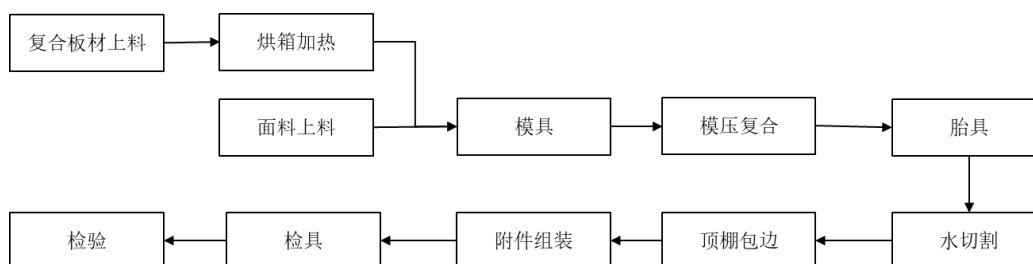 复合板材上料
烘箱加热
面料上料
模具
模压复合
胎具
水切割
顶棚包边
附件组装
检具
检验